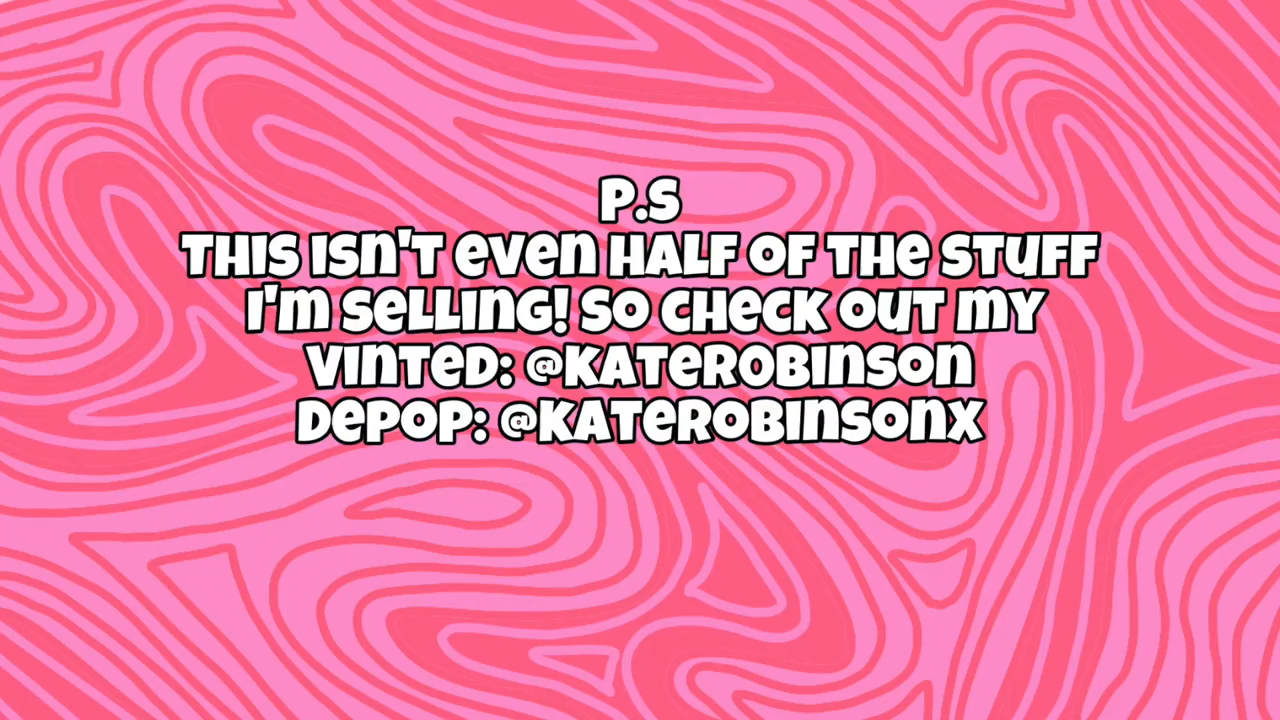 P.S
THIS ISN'T EVEN HALF OF THE STUFF
I'M SELLING! SO CHECK OUT MY
VINTED: @KATEROBINSON
DEPOP: @KATEROBINSONX